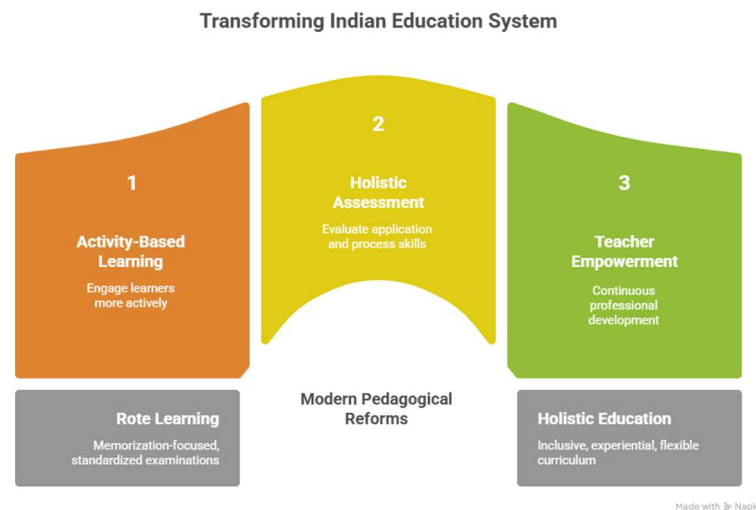 Transforming Indian Education System
1
Activity-Based
Learning
Engage learners
more actively
2
Holistic
Assessment
Evaluate application
and process skills
3
Teacher
Empowerment
Continuous
professional
development
Rote Learning
Memorization-focused,
standardized examinations
Modern Pedagogical
Reforms
Holistic Education
Inclusive, experiential, flexible
curriculum
Made with